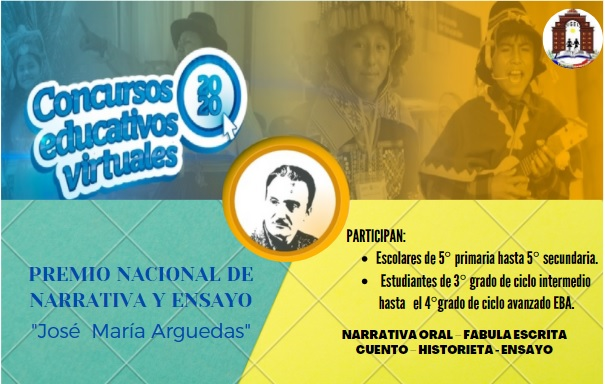 Concursos
educativos
virtuales
20
20
PREMIO NACIONAL DE
NARRATIVA Y ENSAYO
"José María Arguedas"
PARTICIPAN:
• Escolares de 5° primaria hasta 5° secundaria.
• Estudiantes de 3° grado de ciclo intermedio
hasta el 4°grado de ciclo avanzado EBA.
NARRATIVA ORAL – FABULA ESCRITA
CUENTO – HISTORIETA - ENSAYO